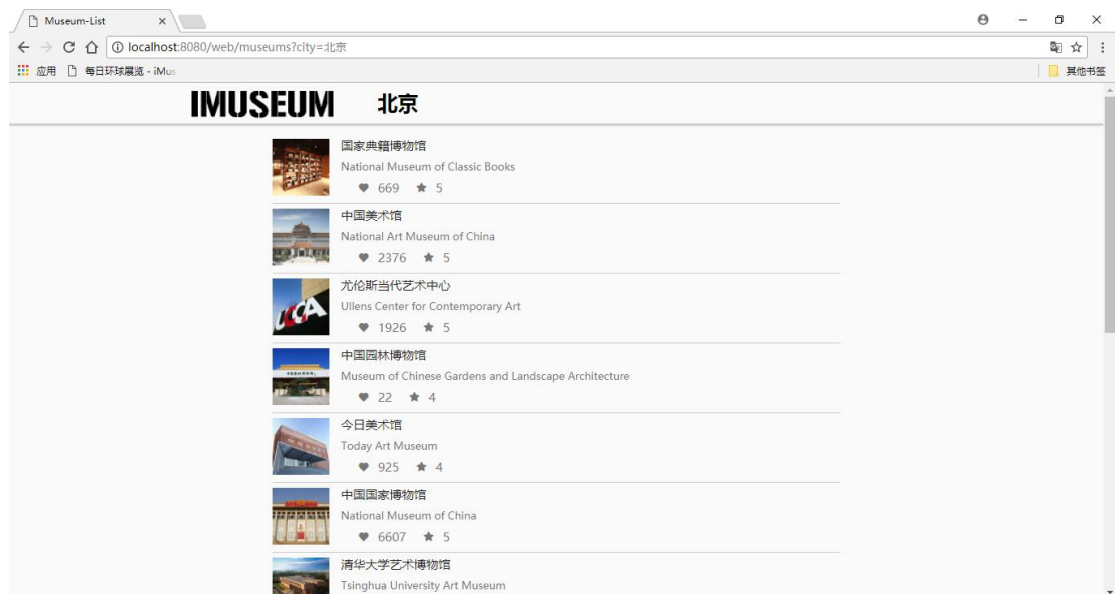 Museum-List
localhost:8080/web/museums?city=北京
应用 每日环球展览 - iMus 其他书签
IMUSEUM 北京
国家典籍博物馆
National Museum of Classic Books
669 5
中国美术馆
National Art Museum of China
2376 5
尤伦斯当代艺术中心
Ullens Center for Contemporary Art
UCCA
1926 5
中国园林博物馆
Museum of Chinese Gardens and Landscape Architecture
22 4
今日美术馆
Today Art Museum
925 4
中国国家博物馆
National Museum of China
6607 5
清华大学艺术博物馆
Tsinghua University Art Museum